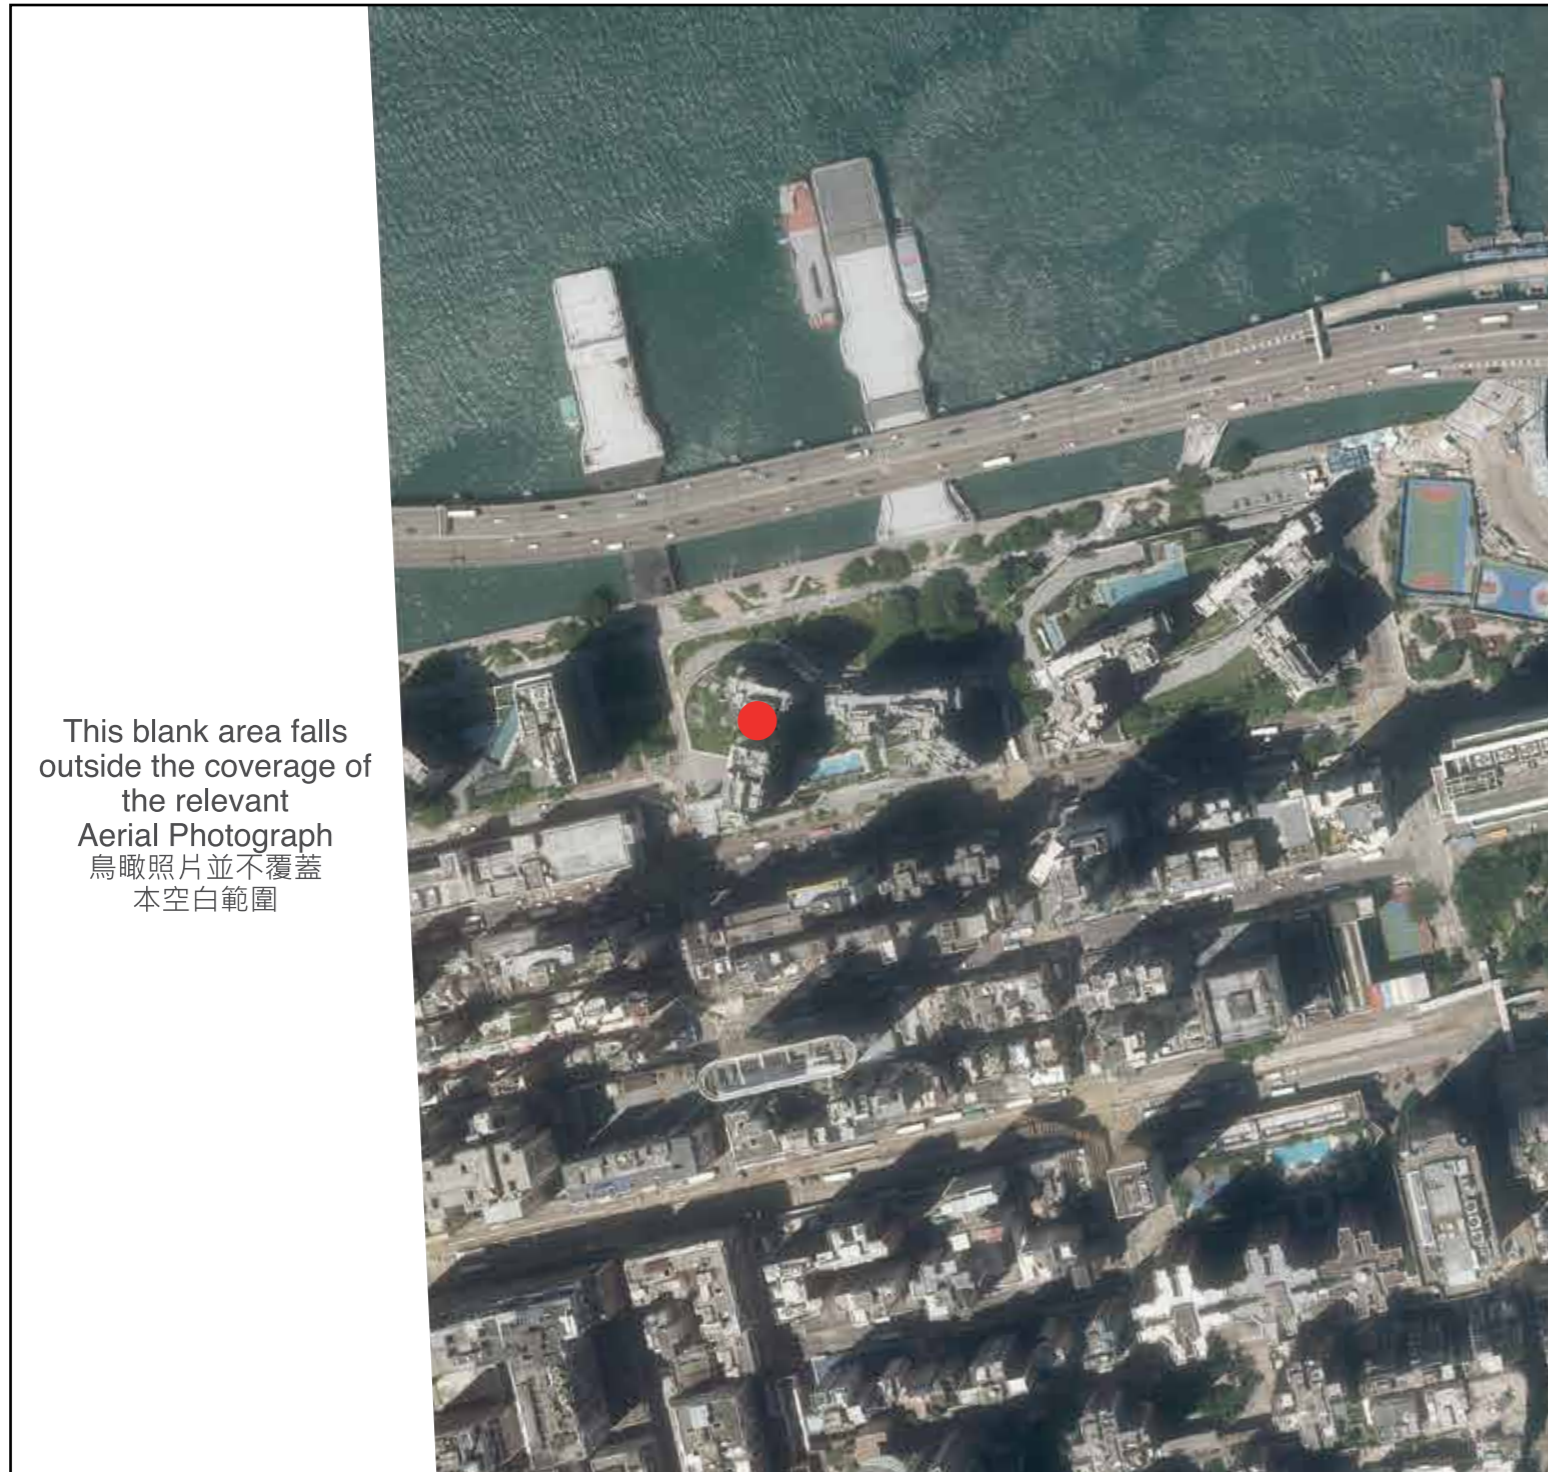 This blank area falls
outside the coverage of
the relevant
Aerial Photograph
鳥瞰照片並不覆蓋
本空白範圍